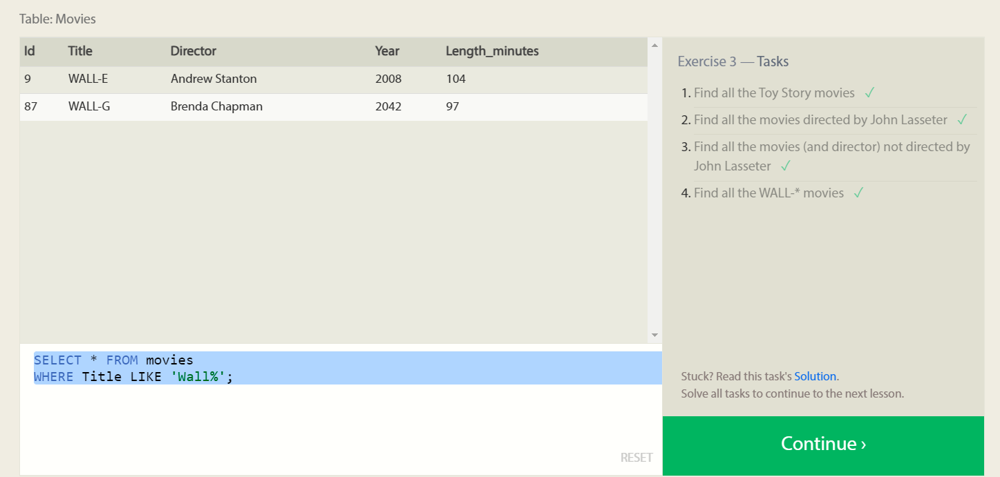 Table: Movies
Id Title Director Year Length_minutes
9 WALL-E Andrew Stanton 2008 104
87 WALL-G Brenda Chapman 2042 97
SELECT * FROM movies
WHERE Title LIKE 'Wall%';
RESET
Exercise 3 — Tasks
1. Find all the Toy Story movies ✓
2. Find all the movies directed by John Lasseter ✓
3. Find all the movies (and director) not directed by
John Lasseter ✓
4. Find all the WALL-* movies ✓
Stuck? Read this task's Solution.
Solve all tasks to continue to the next lesson.
Continue ›